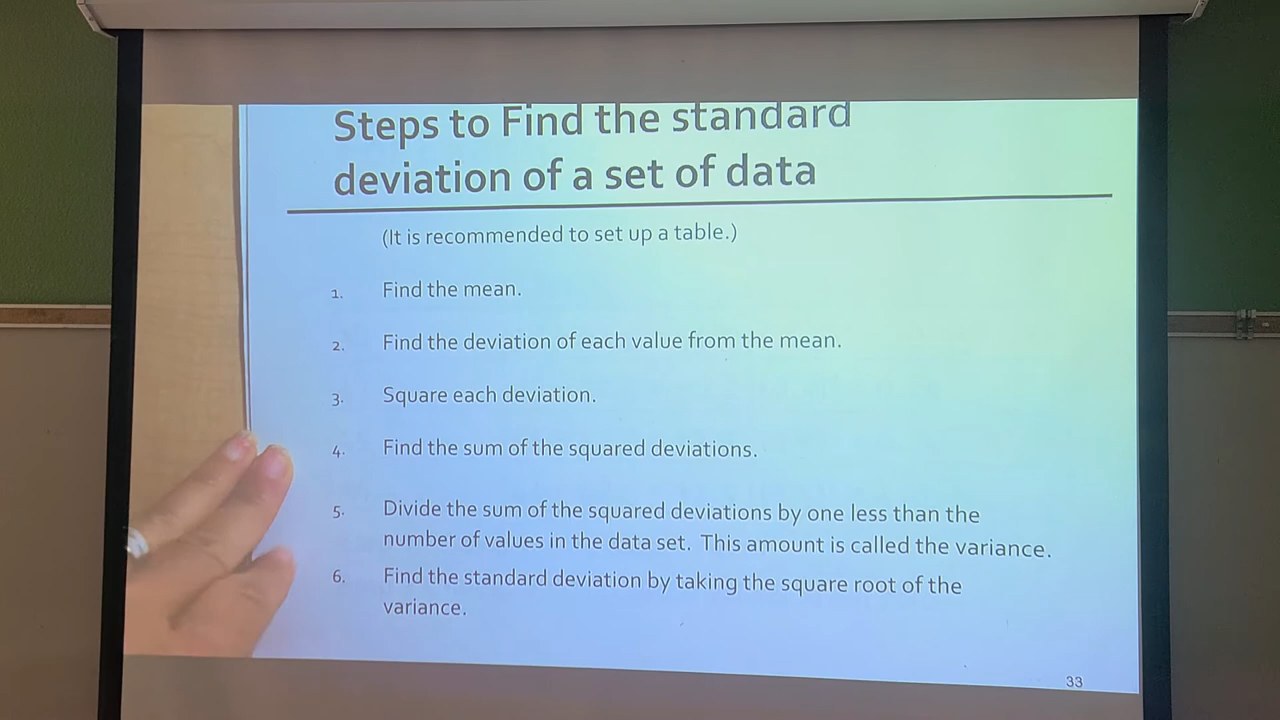 Steps to Find the standard
deviation of a set of data
(It is recommended to set up a table.)
1. Find the mean.
2. Find the deviation of each value from the mean.
3. Square each deviation.
4. Find the sum of the squared deviations.
5. Divide the sum of the squared deviations by one less than the
number of values in the data set. This amount is called the variance.
6. Find the standard deviation by taking the square root of the
variance.
33